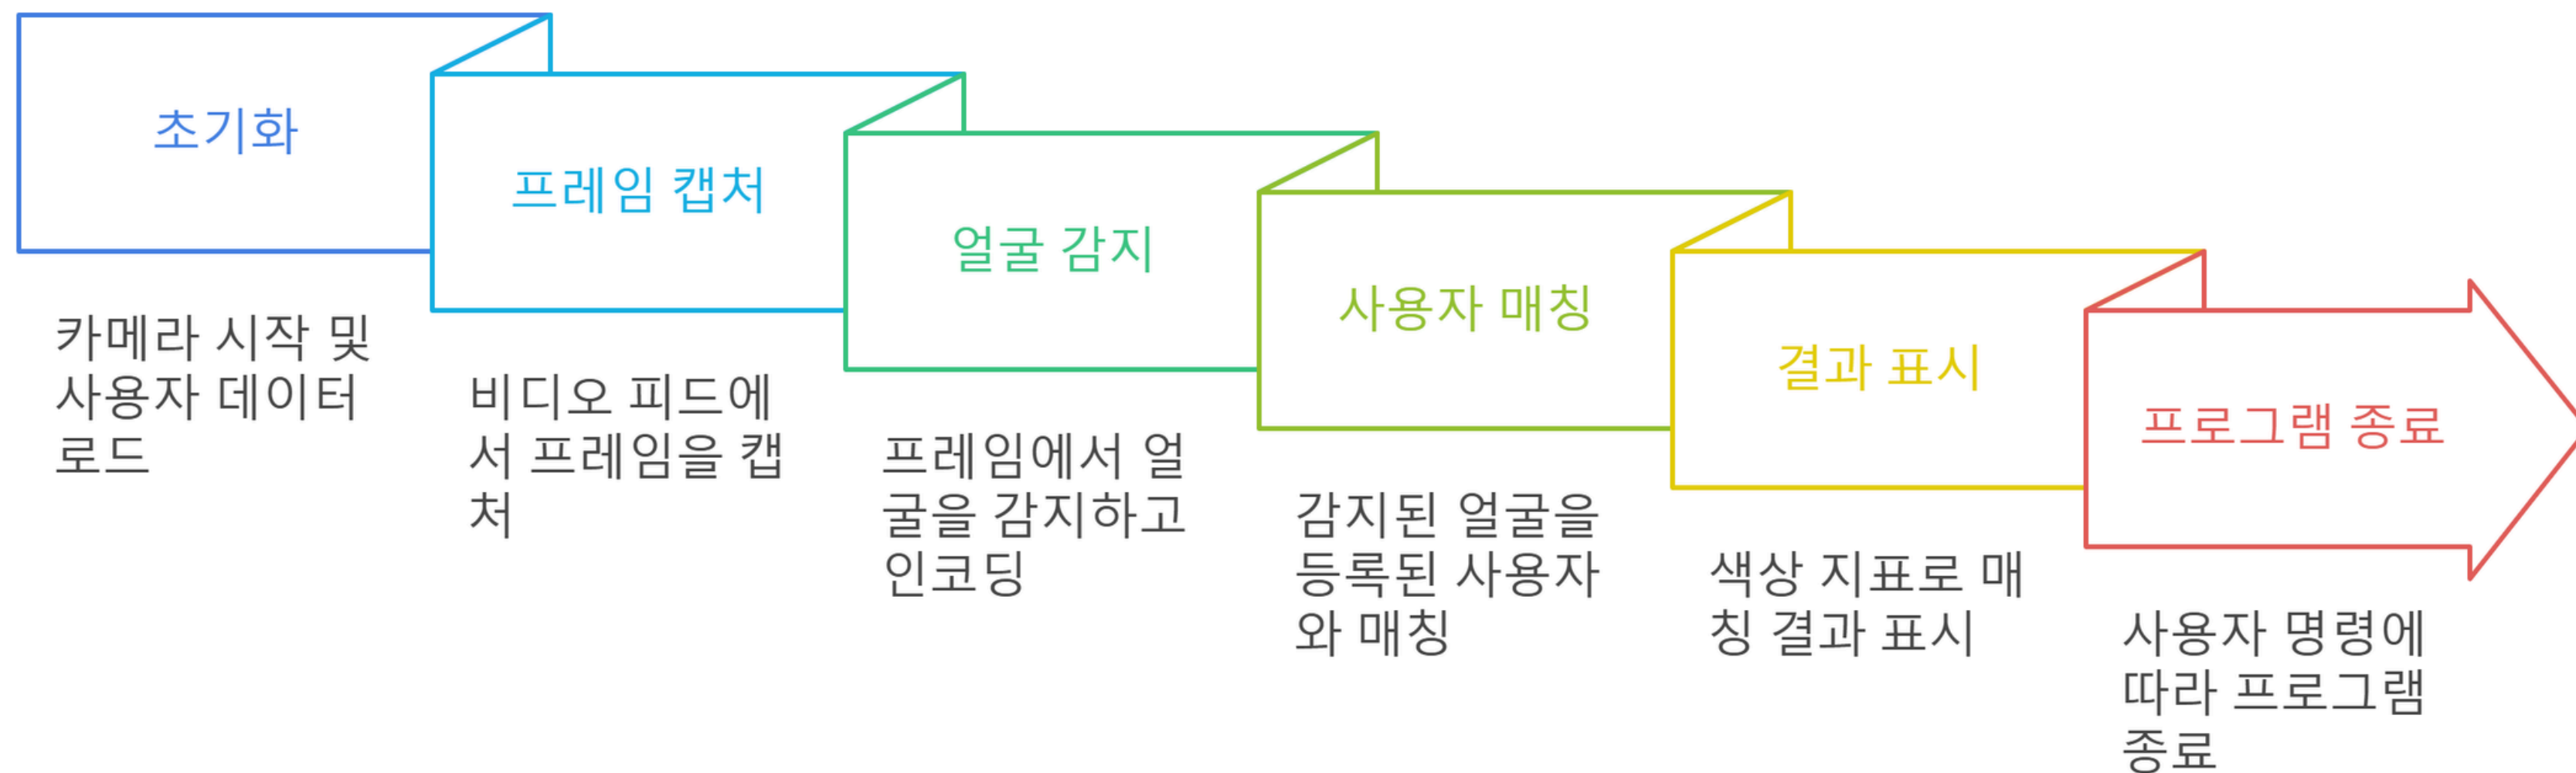 초기화
카메라 시작 및
사용자 데이터
로드
프레임 캡처
비디오 피드에
서 프레임을 캡
처
얼굴 감지
프레임에서 얼
굴을 감지하고
인코딩
사용자 매칭
감지된 얼굴을
등록된 사용자
와 매칭
결과 표시
색상 지표로 매
칭 결과 표시
프로그램 종료
사용자 명령에
따라 프로그램
종료